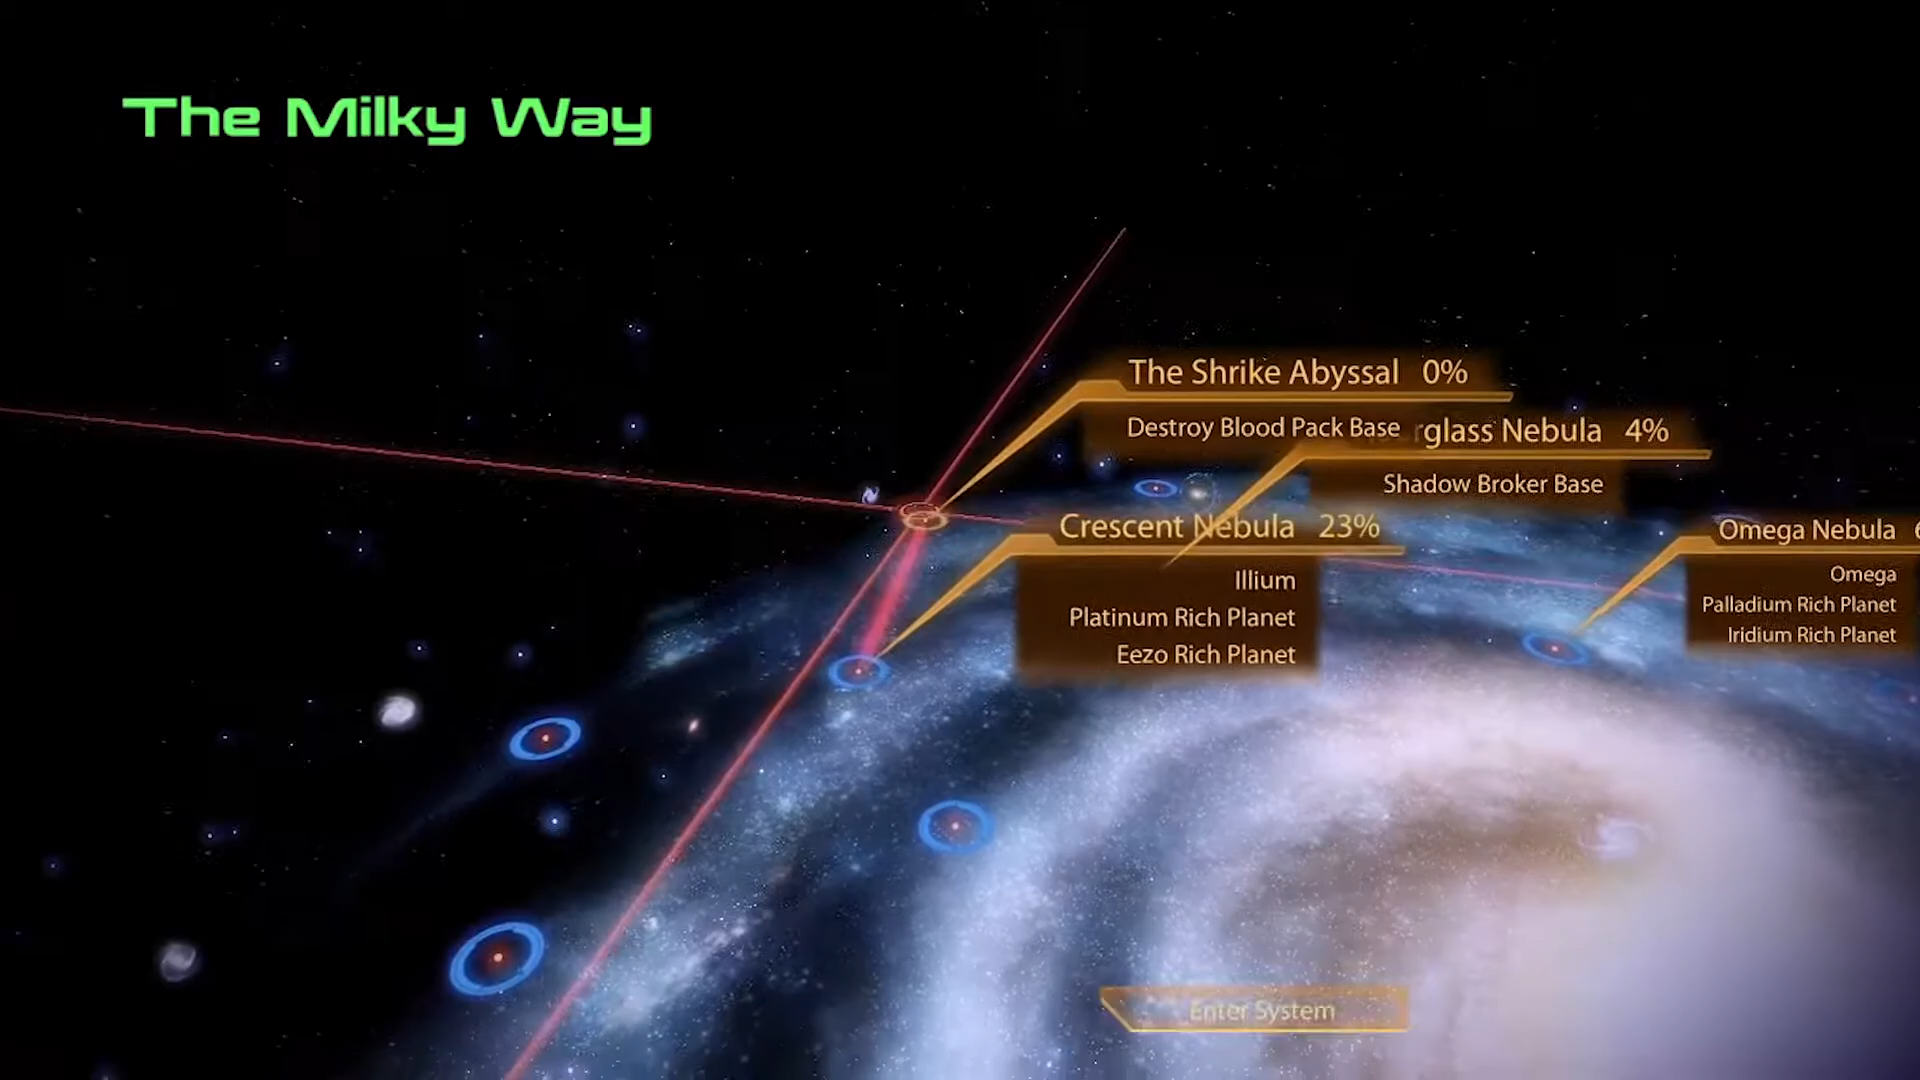 The Milky Way
The Shrike Abyssal 0%
Destroy Blood Pack Base
glass Nebula 4%
Shadow Broker Base
Crescent Nebula 23%
Illium
Platinum Rich Planet
Eezo Rich Planet
Omega Nebula
Omega
Palladium Rich Planet
Iridium Rich Planet
Enter System